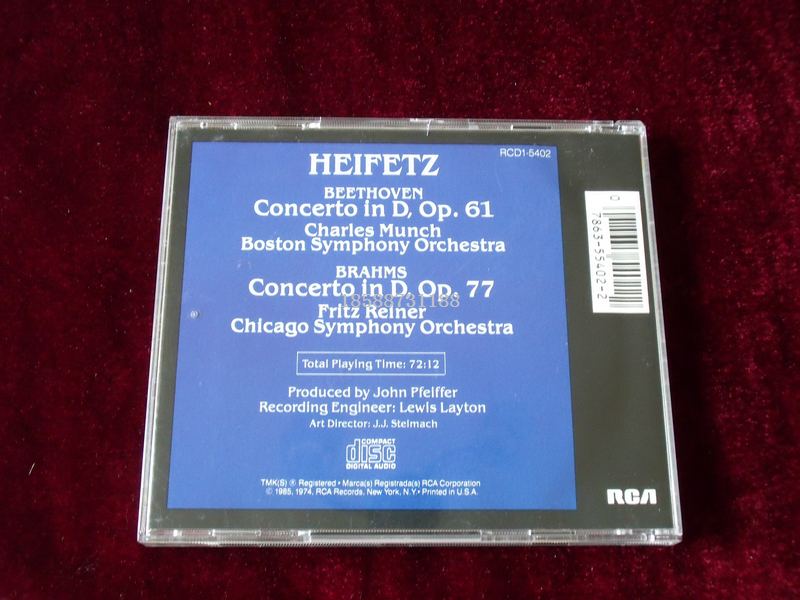 HEIFETZ
RCD1-5402
BEETHOVEN
Concerto in D, Op. 61
Charles Munch
Boston Symphony Orchestra
BRAHMS
Concerto in D, Op. 77
18588731188
Fritz Reiner
Chicago Symphony Orchestra
Total Playing Time: 72:12
Produced by John Pfeiffer
Recording Engineer: Lewis Layton
Art Director: J.J. Stelmach
COMPACT
disc
DIGITAL AUDIO
TMK(S) ® Registered • Marca(s) Registrada(s) RCA Corporation
© 1985, 1974, RCA Records, New York, N.Y. • Printed in U.S.A.
0 7863-55402-2
RCA